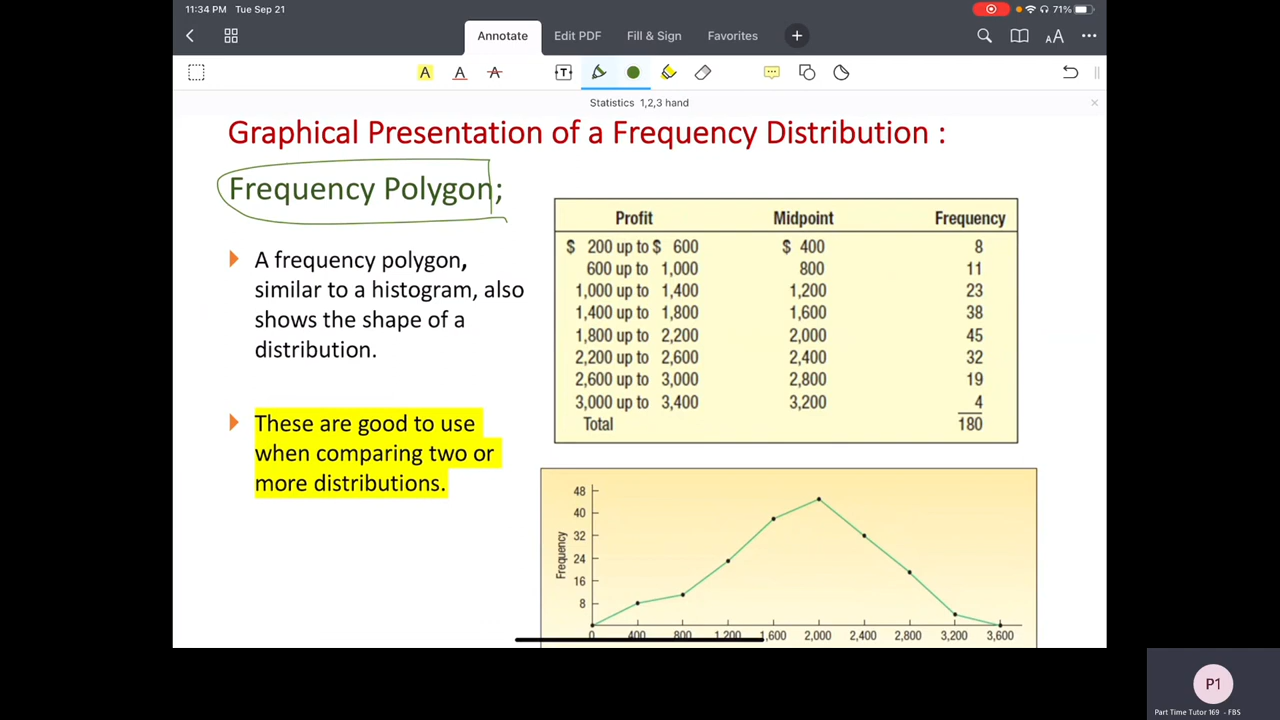 11:34 PM Tue Sep 21
71%
Annotate Edit PDF Fill & Sign Favorites +
Statistics 1,2,3 hand
Graphical Presentation of a Frequency Distribution :
Frequency Polygon;
A frequency polygon,
similar to a histogram, also
shows the shape of a
distribution.
These are good to use
when comparing two or
more distributions.
Profit Midpoint Frequency
$ 200 up to $ 600 $ 400 8
600 up to 1,000 800 11
1,000 up to 1,400 1,200 23
1,400 up to 1,800 1,600 38
1,800 up to 2,200 2,000 45
2,200 up to 2,600 2,400 32
2,600 up to 3,000 2,800 19
3,000 up to 3,400 3,200 4
Total 180
48
40
32
24
16
8
Frequency
0 400 800 1,200 1,600 2,000 2,400 2,800 3,200 3,600
P1
Part Time Tutor 169 - FBS